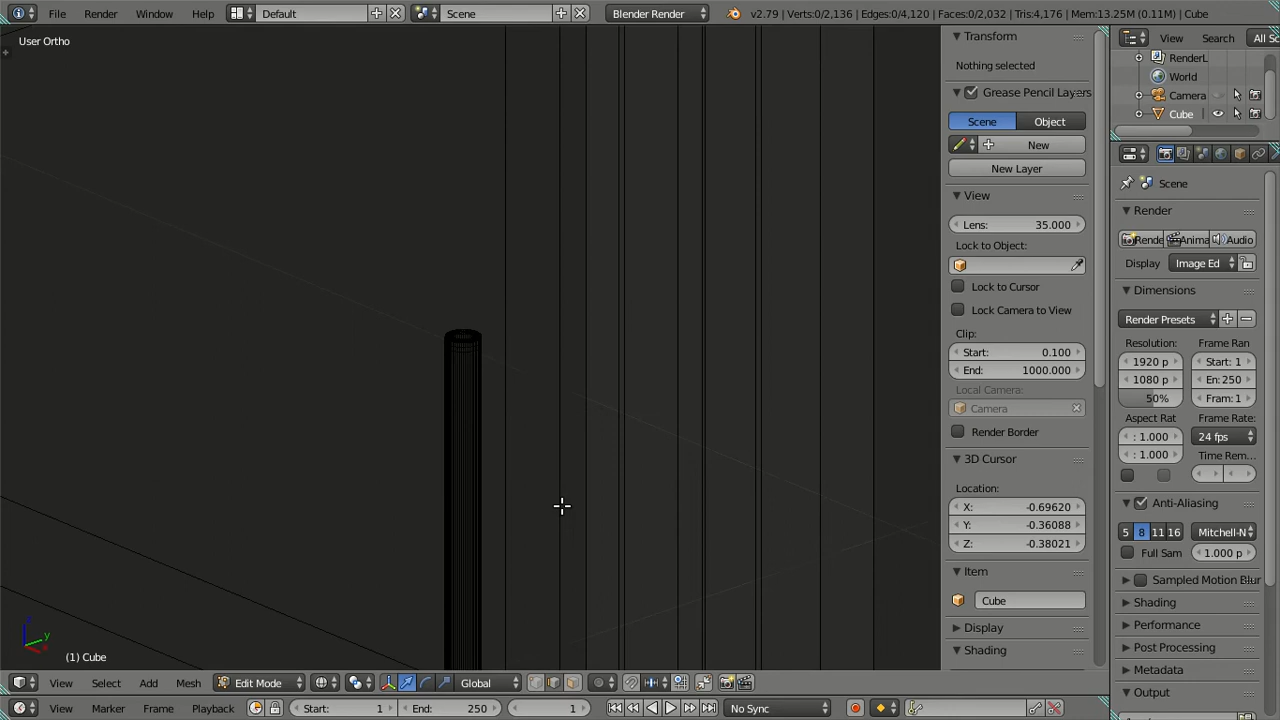 File Render Window Help Default Scene Blender Render v2.79 | Verts:0/2,136 | Edges:0/4,120 | Faces:0/2,032 | Tris:4,176 | Mem:13.25M (0.11M) | Cube
User Ortho
Transform
Nothing selected
Grease Pencil Layers
Scene Object
New
New Layer
View
Lens: 35.000
Lock to Object:
Lock to Cursor
Lock Camera to View
Clip:
Start: 0.100
End: 1000.000
Local Camera:
Camera
Render Border
3D Cursor
Location:
X: -0.69620
Y: -0.36088
Z: -0.38021
Item
Cube
Display
Shading
View Search All Sc
RenderL
World
Camera
Cube
Scene
Render
Rende Anima Audio
Display Image Ed
Dimensions
Render Presets
Resolution: Frame Ran
1920 p Start: 1
1080 p En: 250
50% Fram: 1
Aspect Rat Frame Rate:
: 1.000 24 fps
: 1.000 Time Rem...
Anti-Aliasing
5 8 11 16 Mitchell-N
Full Sam 1.000 p
Sampled Motion Blur
Shading
Performance
Post Processing
Metadata
Output
z
y
x
(1) Cube
View Select Add Mesh Edit Mode Global
View Marker Frame Playback Start: 1 End: 250 1 No Sync